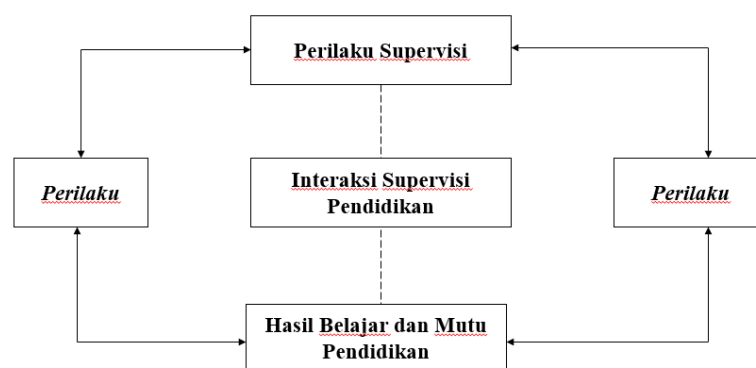 Perilaku Supervisi
Perilaku
Interaksi Supervisi
Pendidikan
Perilaku
Hasil Belajar dan Mutu
Pendidikan